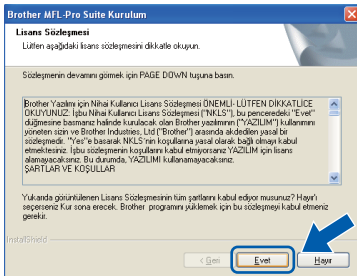 Brother MFL-Pro Suite Kurulum
Lisans Sözleşmesi
Lütfen aşağıdaki lisans sözleşmesini dikkatle okuyun.
Sözleşmenin devamını görmek için PAGE DOWN tuşuna basın.
Brother Yazılımı için Nihai Kullanıcı Lisans Sözleşmesi ÖNEMLİ- LÜTFEN DİKKATLİCE
OKUYUNUZ: İşbu Nihai Kullanıcı Lisans Sözleşmesi ("NKLS"), bu penceredeki "Evet"
düğmesine basmanız halinde kurulacak olan Brother yazılımının ("YAZILIM") kullanımını
yöneten sizin ve Brother Industries, Ltd ("Brother") arasında akdedilen yasal bir
sözleşmedir. "Yes"e basarak NKLS'nin koşullarına yasal olarak bağlı olmayı kabul
etmektesiniz. İşbu sözleşmenin koşullarını kabul etmiyorsanız YAZILIM için lisans
alamayacaksınız. Bu durumda, YAZILIMI kullanamayacaksınız.
ŞARTLAR VE KOŞULLAR
Yukarıda görüntülenen Lisans Sözleşmesinin tüm şartlarını kabul ediyor musunuz? Hayır'ı
seçerseniz Kur sona erecek. Brother programını yüklemek için bu sözleşmeyi kabul etmeniz
gerekir.
InstallShield
< Geri
Evet
Hayır